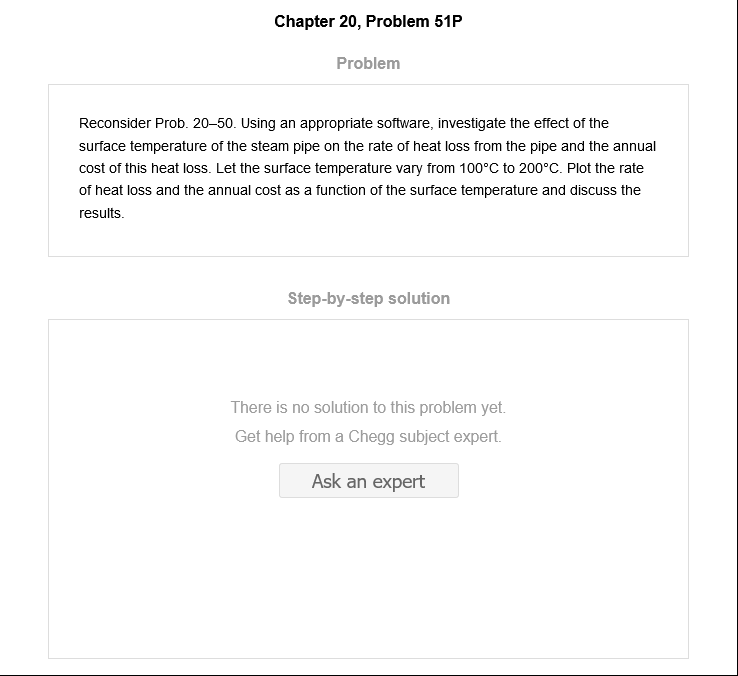 Chapter 20, Problem 51P
Problem
Reconsider Prob. 20–50. Using an appropriate software, investigate the effect of the
surface temperature of the steam pipe on the rate of heat loss from the pipe and the annual
cost of this heat loss. Let the surface temperature vary from 100°C to 200°C. Plot the rate
of heat loss and the annual cost as a function of the surface temperature and discuss the
results.
Step-by-step solution
There is no solution to this problem yet.
Get help from a Chegg subject expert.
Ask an expert